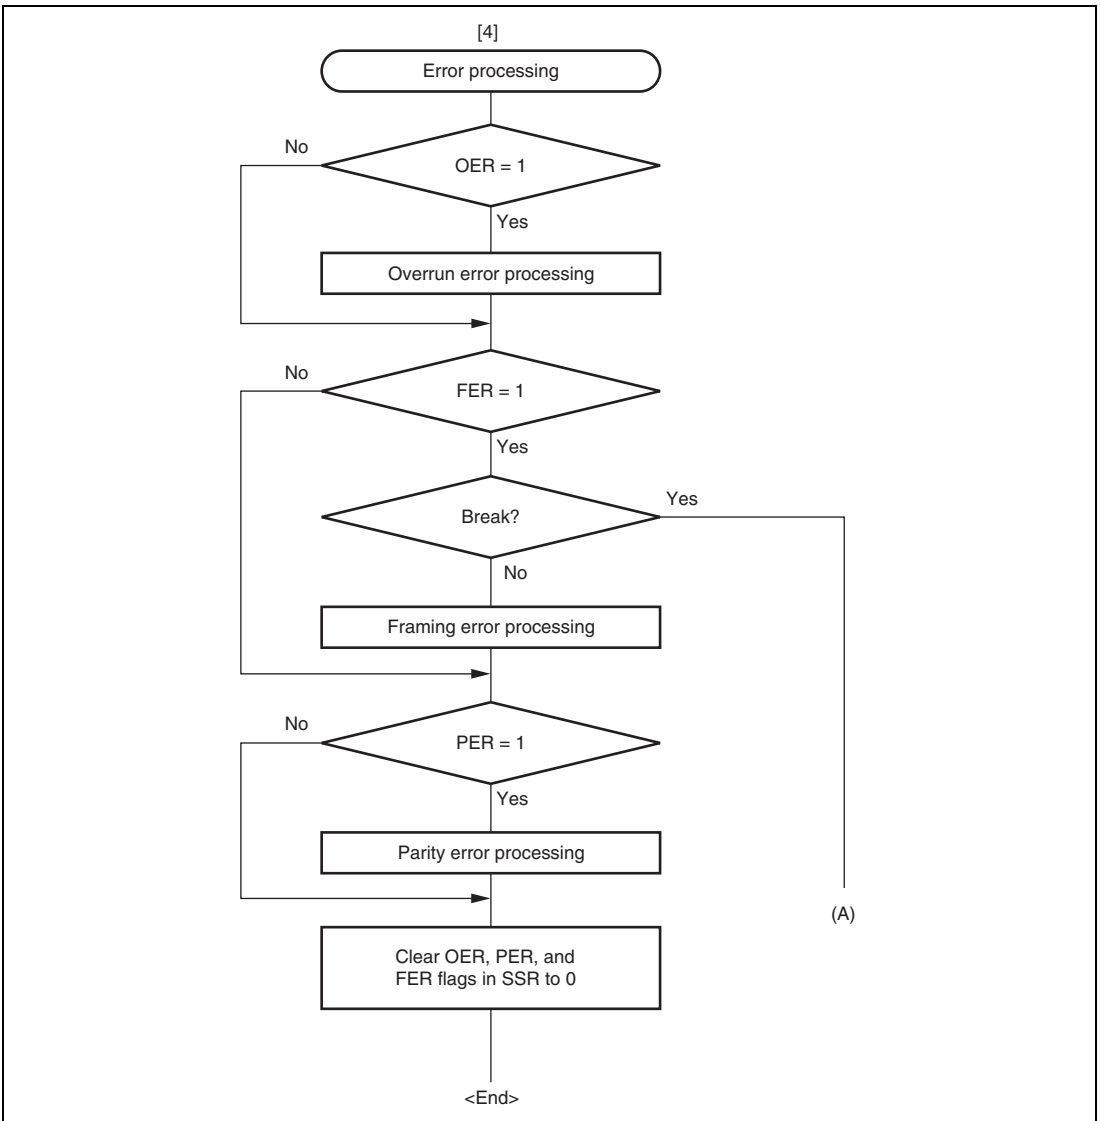 [4]
Error processing
No
OER = 1
Yes
Overrun error processing
No
FER = 1
Yes
Break?
Yes
No
Framing error processing
No
PER = 1
Yes
Parity error processing
(A)
Clear OER, PER, and
FER flags in SSR to 0
<End>